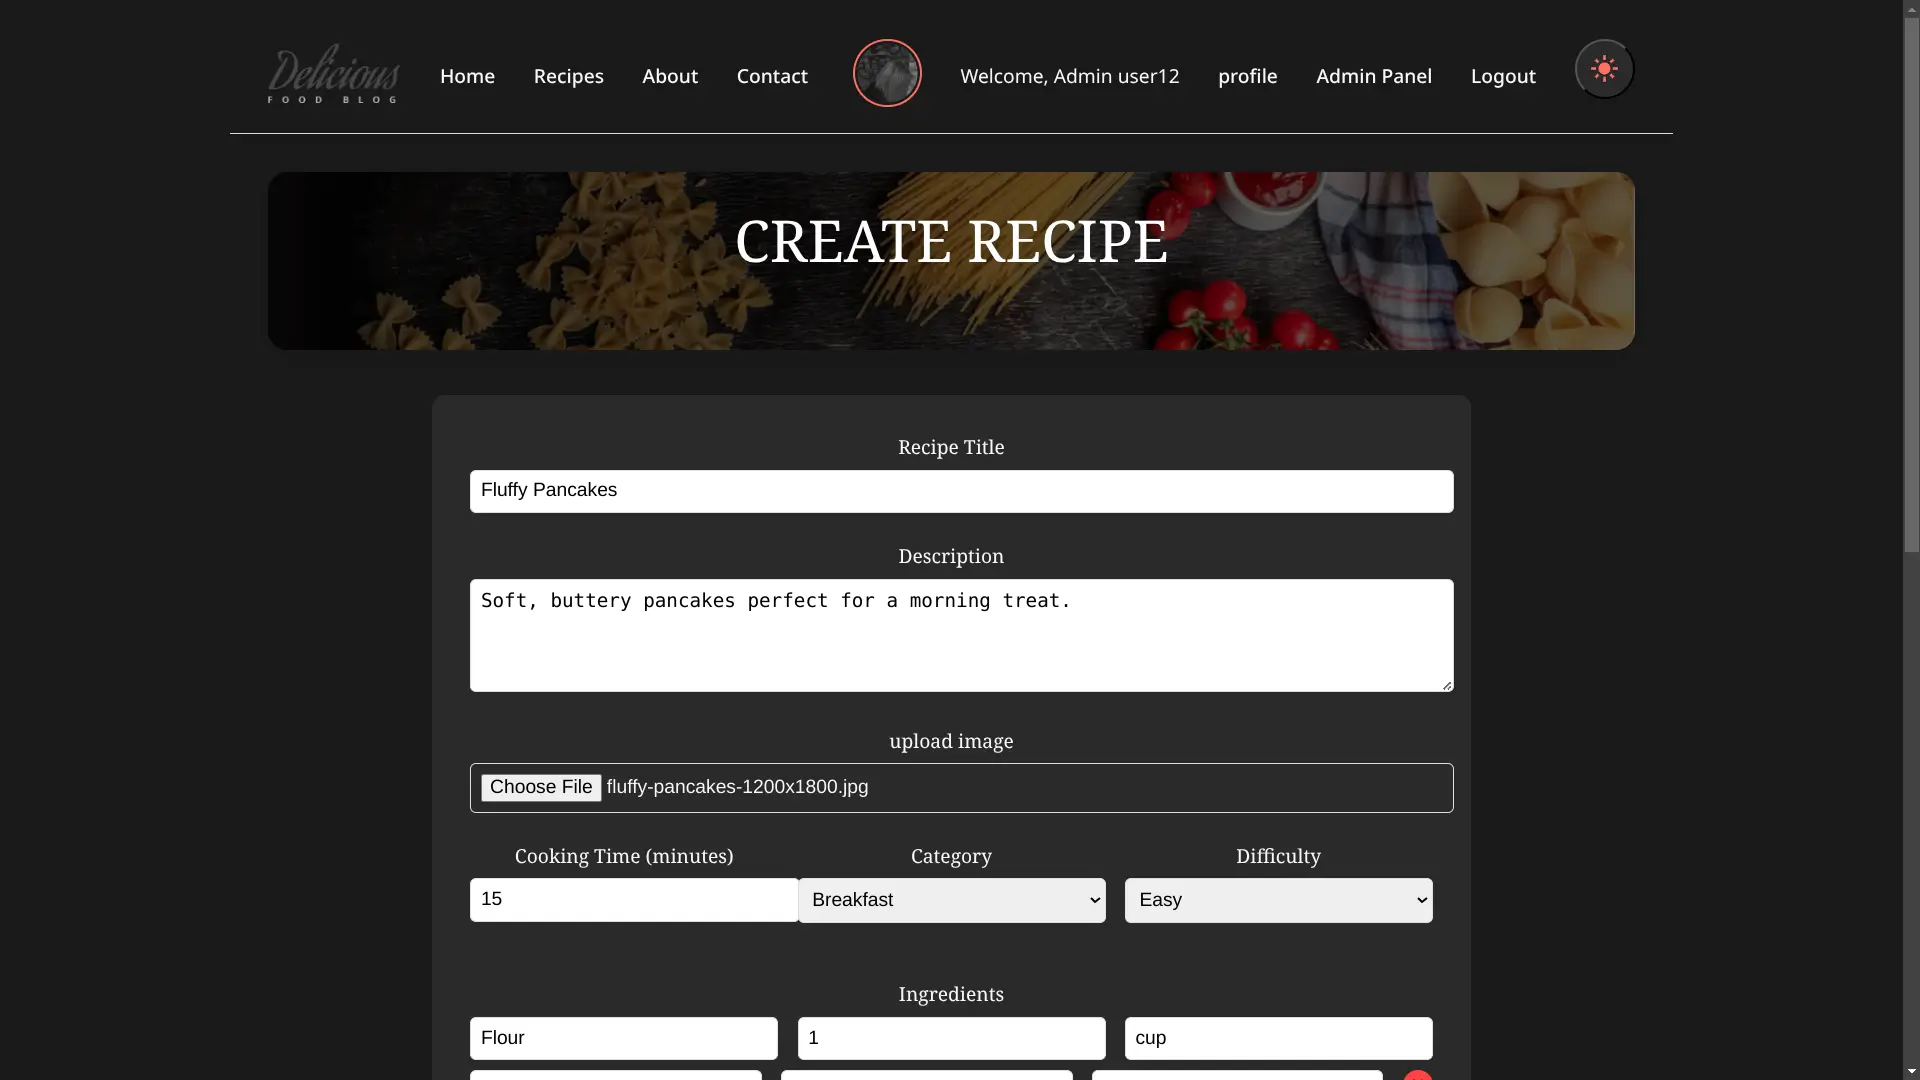 Delicious
FOOD BLOG
Home
Recipes
About
Contact
Welcome, Admin user12
profile
Admin Panel
Logout
CREATE RECIPE
Recipe Title
Fluffy Pancakes
Description
Soft, buttery pancakes perfect for a morning treat.
upload image
Choose File fluffy-pancakes-1200x1800.jpg
Cooking Time (minutes)
Category
Difficulty
15
Breakfast
Easy
Ingredients
Flour
1
cup